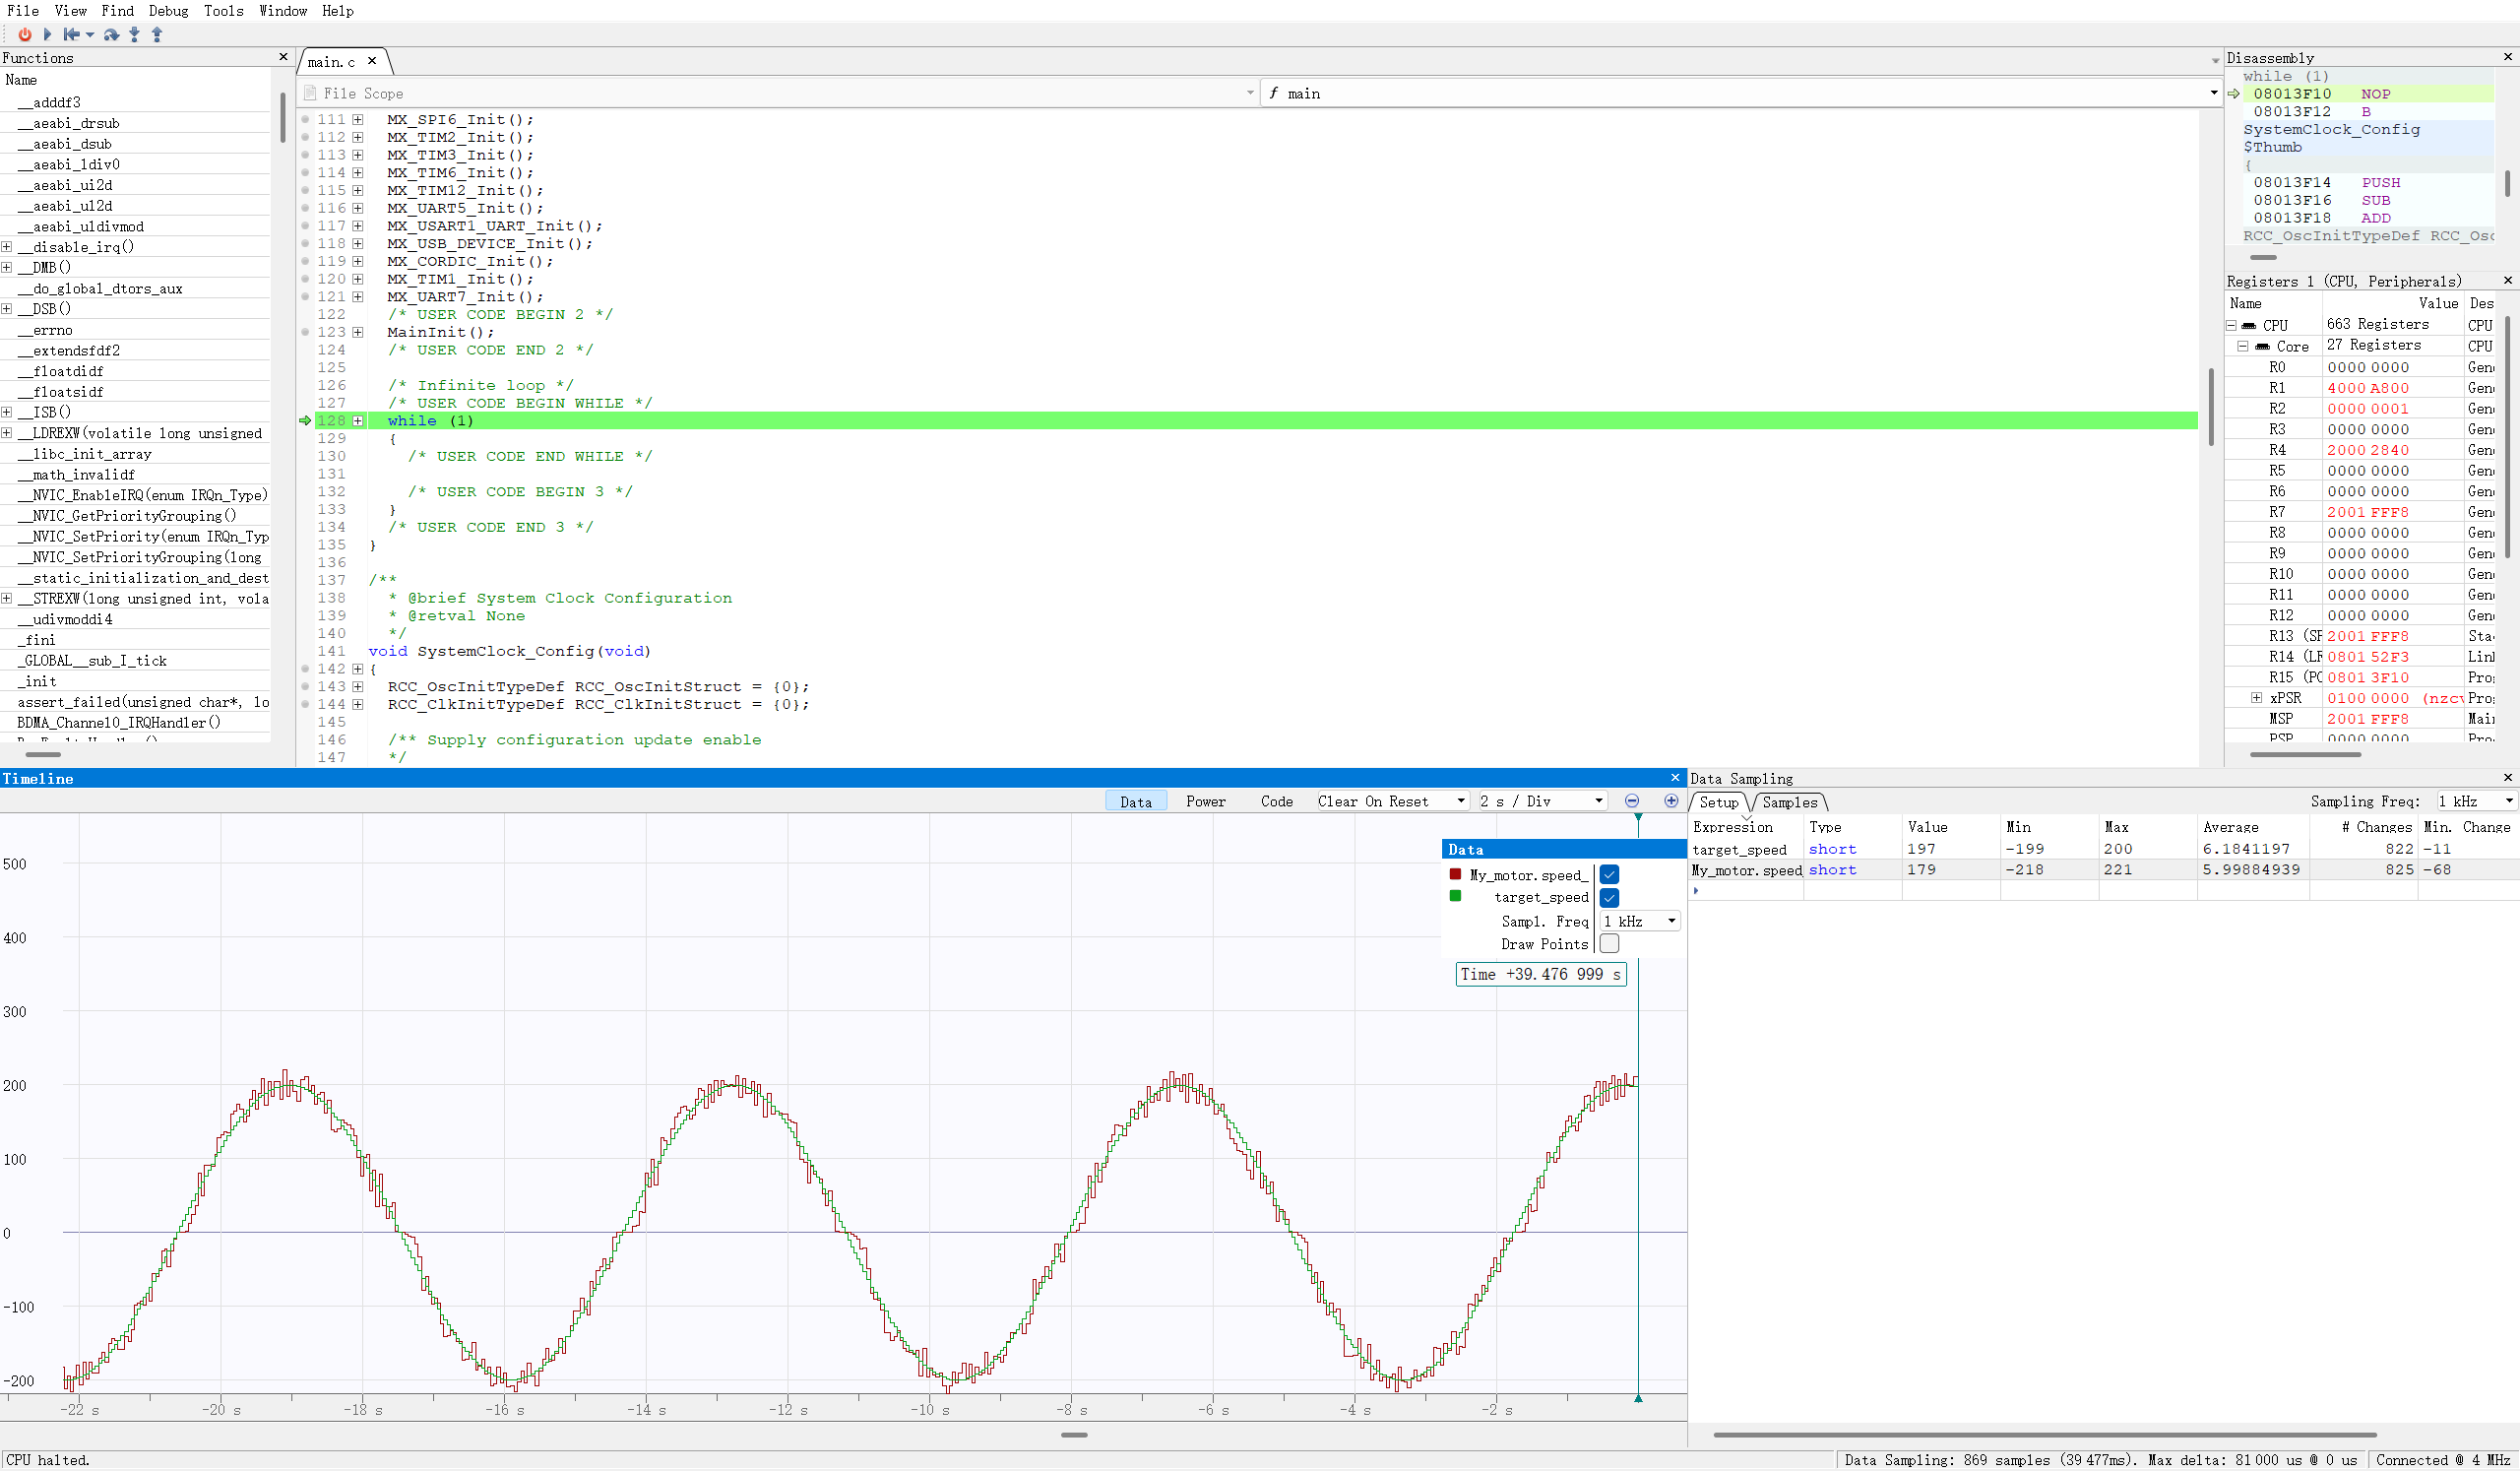 File View Find Debug Tools Window Help
Functions
Name
__adddf3
__aeabi_drsub
__aeabi_dsub
__aeabi_ldiv0
__aeabi_ui2d
__aeabi_ul2d
__aeabi_uldivmod
__disable_irq()
__DMB()
__do_global_dtors_aux
__DSB()
__errno
__extendsfdf2
__floatdidf
__floatsidf
__ISB()
__LDREXW(volatile long unsigned
__libc_init_array
__math_invalidf
__NVIC_EnableIRQ(enum IRQn_Type)
__NVIC_GetPriorityGrouping()
__NVIC_SetPriority(enum IRQn_Typ
__NVIC_SetPriorityGrouping(long
__static_initialization_and_dest
__STREXW(long unsigned int, vola
__udivmoddi4
_fini
_GLOBAL__sub_I_tick
_init
assert_failed(unsigned char*, lo
BDMA_Channel0_IRQHandler()
main.c
File Scope
f main
111 MX_SPI6_Init();
112 MX_TIM2_Init();
113 MX_TIM3_Init();
114 MX_TIM6_Init();
115 MX_TIM12_Init();
116 MX_UART5_Init();
117 MX_USART1_UART_Init();
118 MX_USB_DEVICE_Init();
119 MX_CORDIC_Init();
120 MX_TIM1_Init();
121 MX_UART7_Init();
122 /* USER CODE BEGIN 2 */
123 MainInit();
124 /* USER CODE END 2 */
125
126 /* Infinite loop */
127 /* USER CODE BEGIN WHILE */
128 while (1)
129 {
130 /* USER CODE END WHILE */
131
132 /* USER CODE BEGIN 3 */
133 }
134 /* USER CODE END 3 */
135 }
136
137 /**
138 * @brief System Clock Configuration
139 * @retval None
140 */
141 void SystemClock_Config(void)
142 {
143 RCC_OscInitTypeDef RCC_OscInitStruct = {0};
144 RCC_ClkInitTypeDef RCC_ClkInitStruct = {0};
145
146 /** Supply configuration update enable
147 */
Disassembly
while (1)
08013F10 NOP
08013F12 B
SystemClock_Config
$Thumb
{
08013F14 PUSH
08013F16 SUB
08013F18 ADD
RCC_OscInitTypeDef RCC_Osc
Registers 1 (CPU, Peripherals)
Name Value Des
CPU 663 Registers CPU
Core 27 Registers CPU
R0 0000 0000 Gen
R1 4000 A800 Gen
R2 0000 0001 Gen
R3 0000 0000 Gen
R4 2000 2840 Gen
R5 0000 0000 Gen
R6 0000 0000 Gen
R7 2001 FFF8 Gen
R8 0000 0000 Gen
R9 0000 0000 Gen
R10 0000 0000 Gen
R11 0000 0000 Gen
R12 0000 0000 Gen
R13 (SP 2001 FFF8 Sta
R14 (LR 0801 52F3 Lin
R15 (PC 0801 3F10 Pro
xPSR 0100 0000 (nzcv Pro
MSP 2001 FFF8 Mai
PSP 0000 0000 Pro
Timeline
Data Power Code Clear On Reset 2 s / Div
500
400
300
200
100
0
-100
-200
-22 s -20 s -18 s -16 s -14 s -12 s -10 s -8 s -6 s -4 s -2 s
Data
My_motor.speed_
target_speed
Sampl. Freq 1 kHz
Draw Points
Time +39.476 999 s
Data Sampling
Setup Samples Sampling Freq: 1 kHz
Expression Type Value Min Max Average # Changes Min. Change
target_speed short 197 -199 200 6.1841197 822 -11
My_motor.speed short 179 -218 221 5.99884939 825 -68
CPU halted.
Data Sampling: 869 samples (39 477ms). Max delta: 81 000 us @ 0 us Connected @ 4 MHz